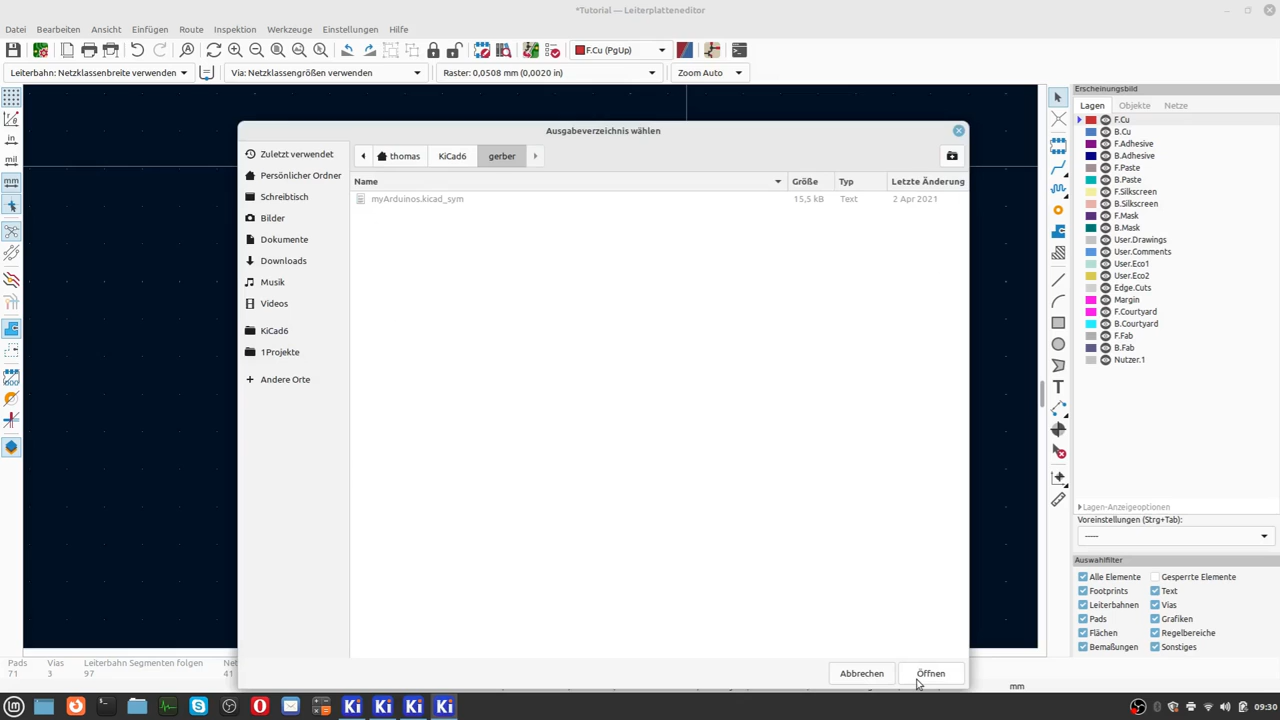 *Tutorial — Leiterplatteneditor
Datei Bearbeiten Ansicht Einfügen Route Inspektion Werkzeuge Einstellungen Hilfe
F.Cu (PgUp)
Leiterbahn: Netzklassenbreite verwenden Via: Netzklassengrößen verwenden Raster: 0,0508 mm (0,0020 in) Zoom Auto
in
mil
mm
Ausgabeverzeichnis wählen
thomas KiCad6 gerber
Zuletzt verwendet
Persönlicher Ordner
Schreibtisch
Bilder
Dokumente
Downloads
Musik
Videos
KiCad6
1Projekte
Andere Orte
Name Größe Typ Letzte Änderung
myArduinos.kicad_sym 15,5 kB Text 2 Apr 2021
Abbrechen Öffnen
Erscheinungsbild
Lagen Objekte Netze
F.Cu
B.Cu
F.Adhesive
B.Adhesive
F.Paste
B.Paste
F.Silkscreen
B.Silkscreen
F.Mask
B.Mask
User.Drawings
User.Comments
User.Eco1
User.Eco2
Edge.Cuts
Margin
F.Courtyard
B.Courtyard
F.Fab
B.Fab
Nutzer.1
Lagen-Anzeigeoptionen
Voreinstellungen (Strg+Tab):
-----
Auswahlfilter
Alle Elemente Gesperrte Elemente
Footprints Text
Leiterbahnen Vias
Pads Grafiken
Flächen Regelbereiche
Bemaßungen Sonstiges
Pads Vias Leiterbahn Segmenten folgen
71 3 97 41
mm
09:30